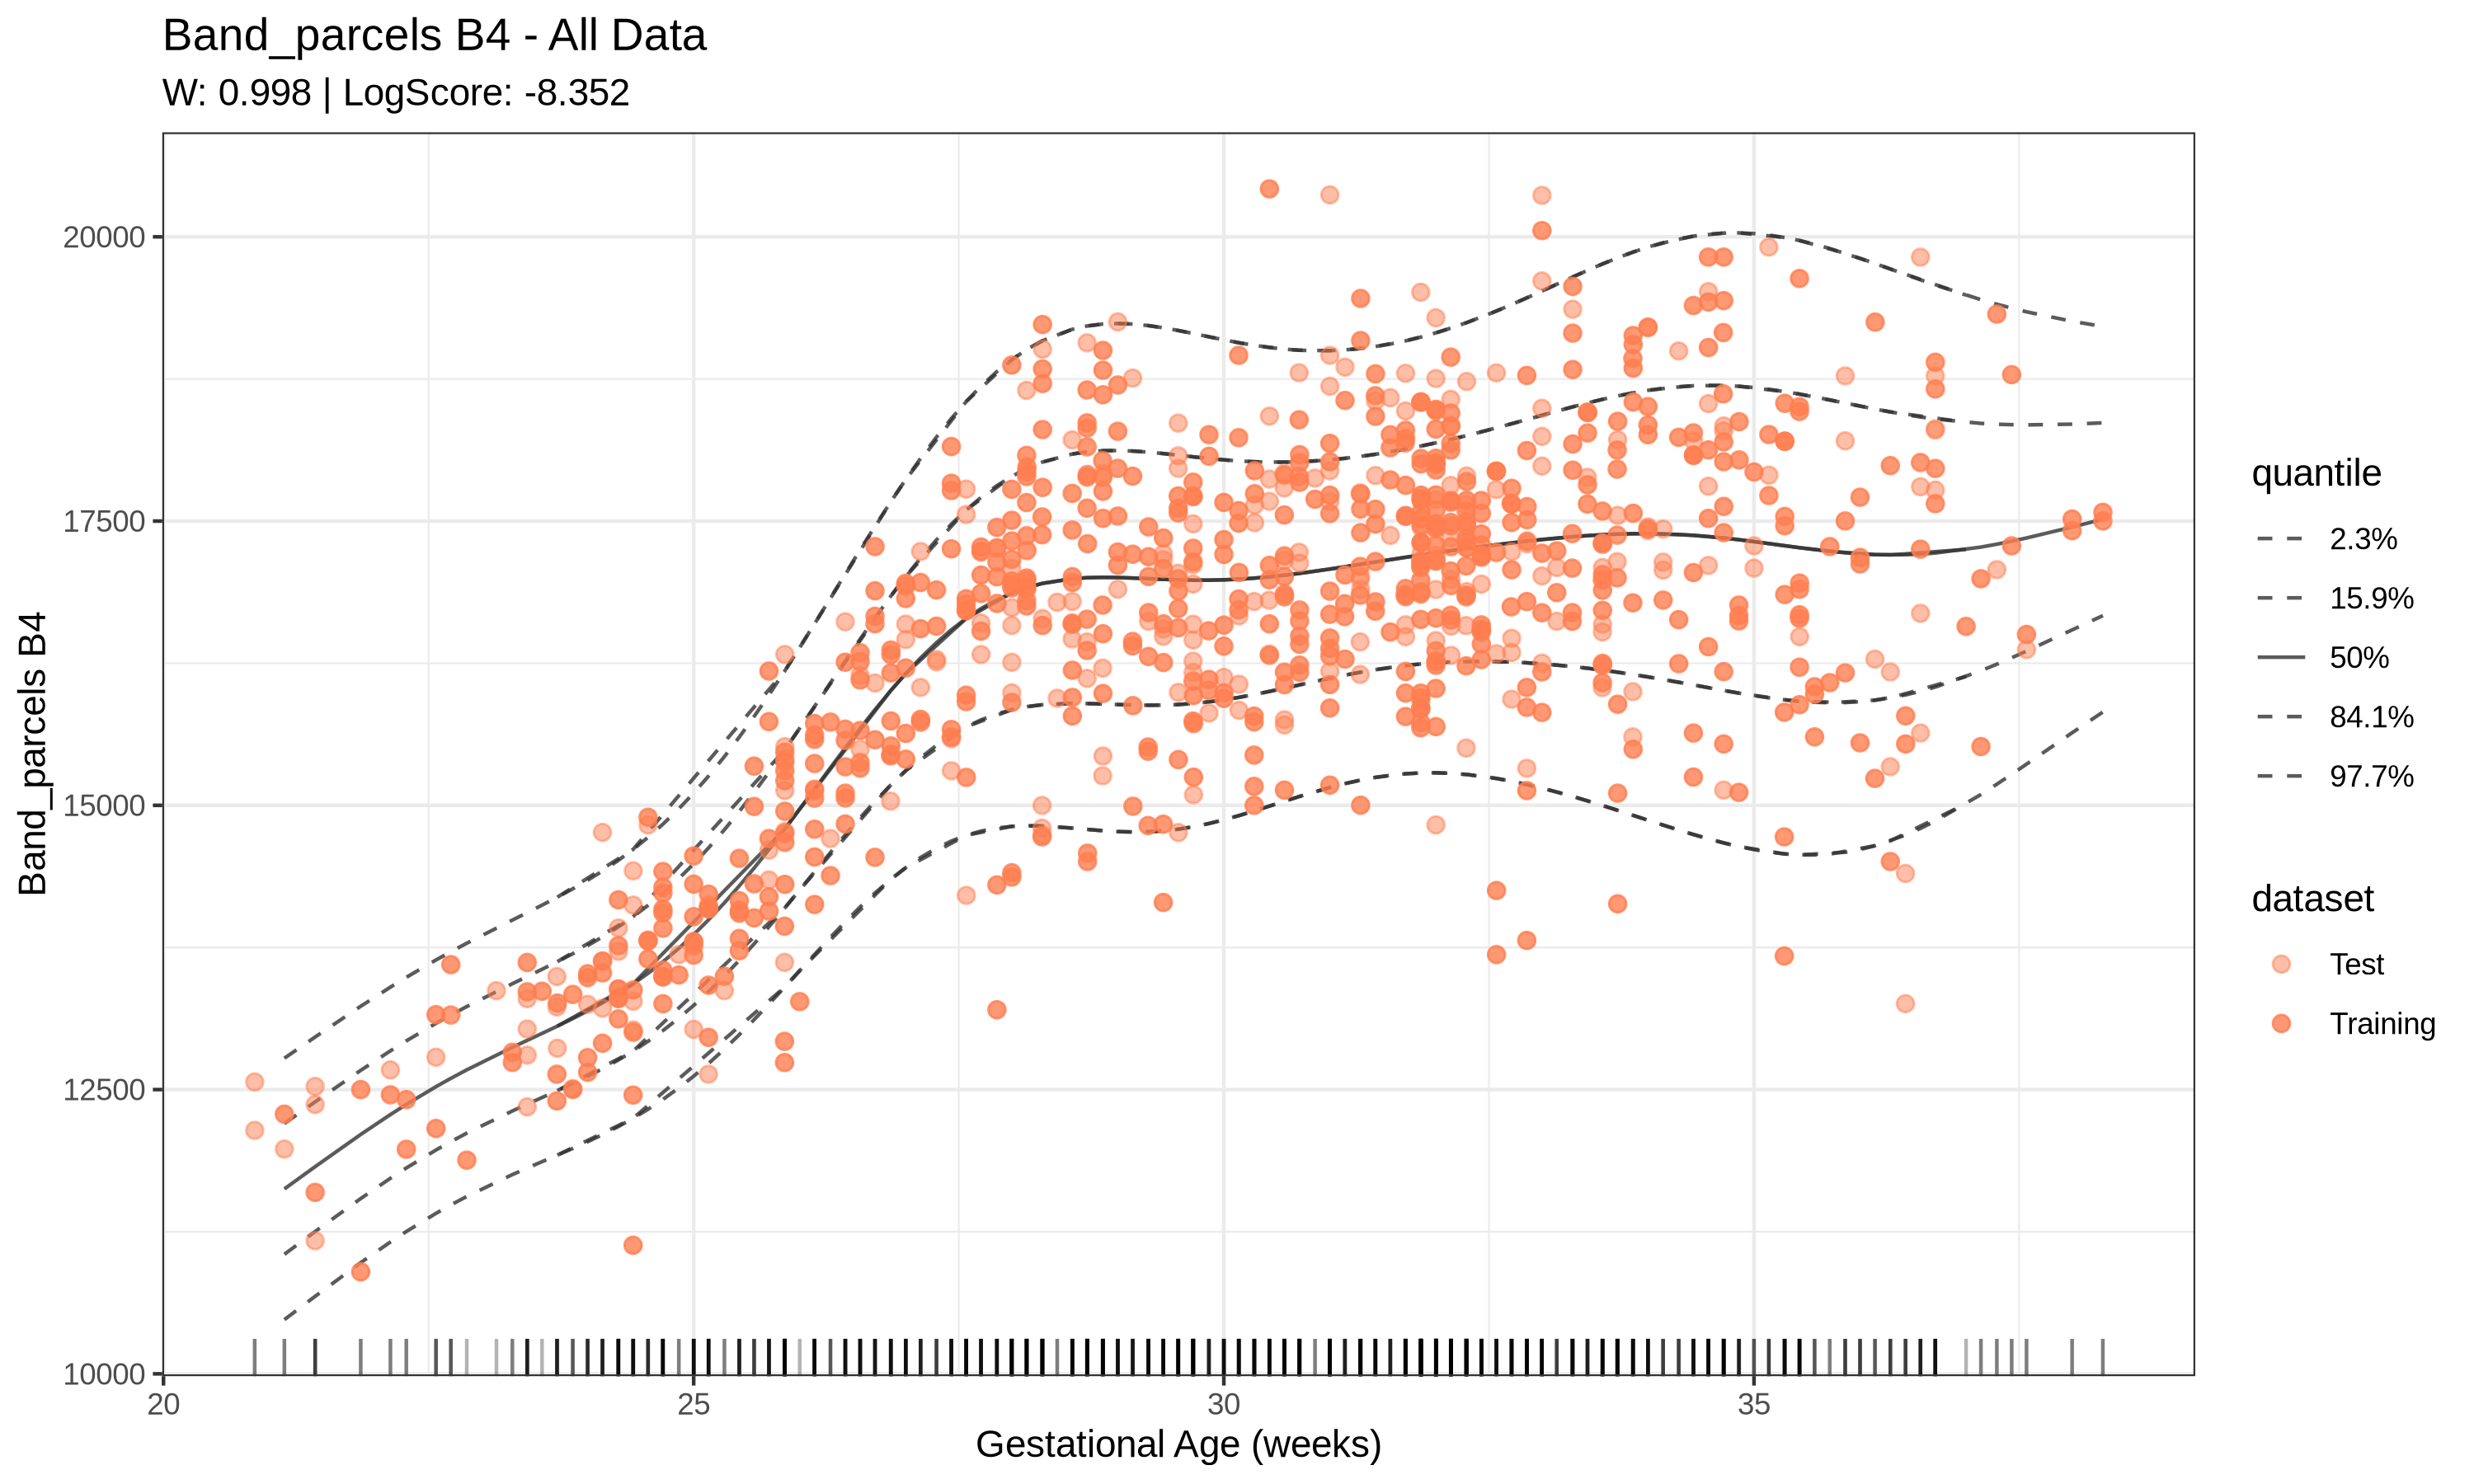 Band_parcels B4 - All Data
W: 0.998 | LogScore: -8.352
Band_parcels B4
20000
17500
15000
12500
10000
20
25
30
35
Gestational Age (weeks)
quantile
2.3%
15.9%
50%
84.1%
97.7%
dataset
Test
Training